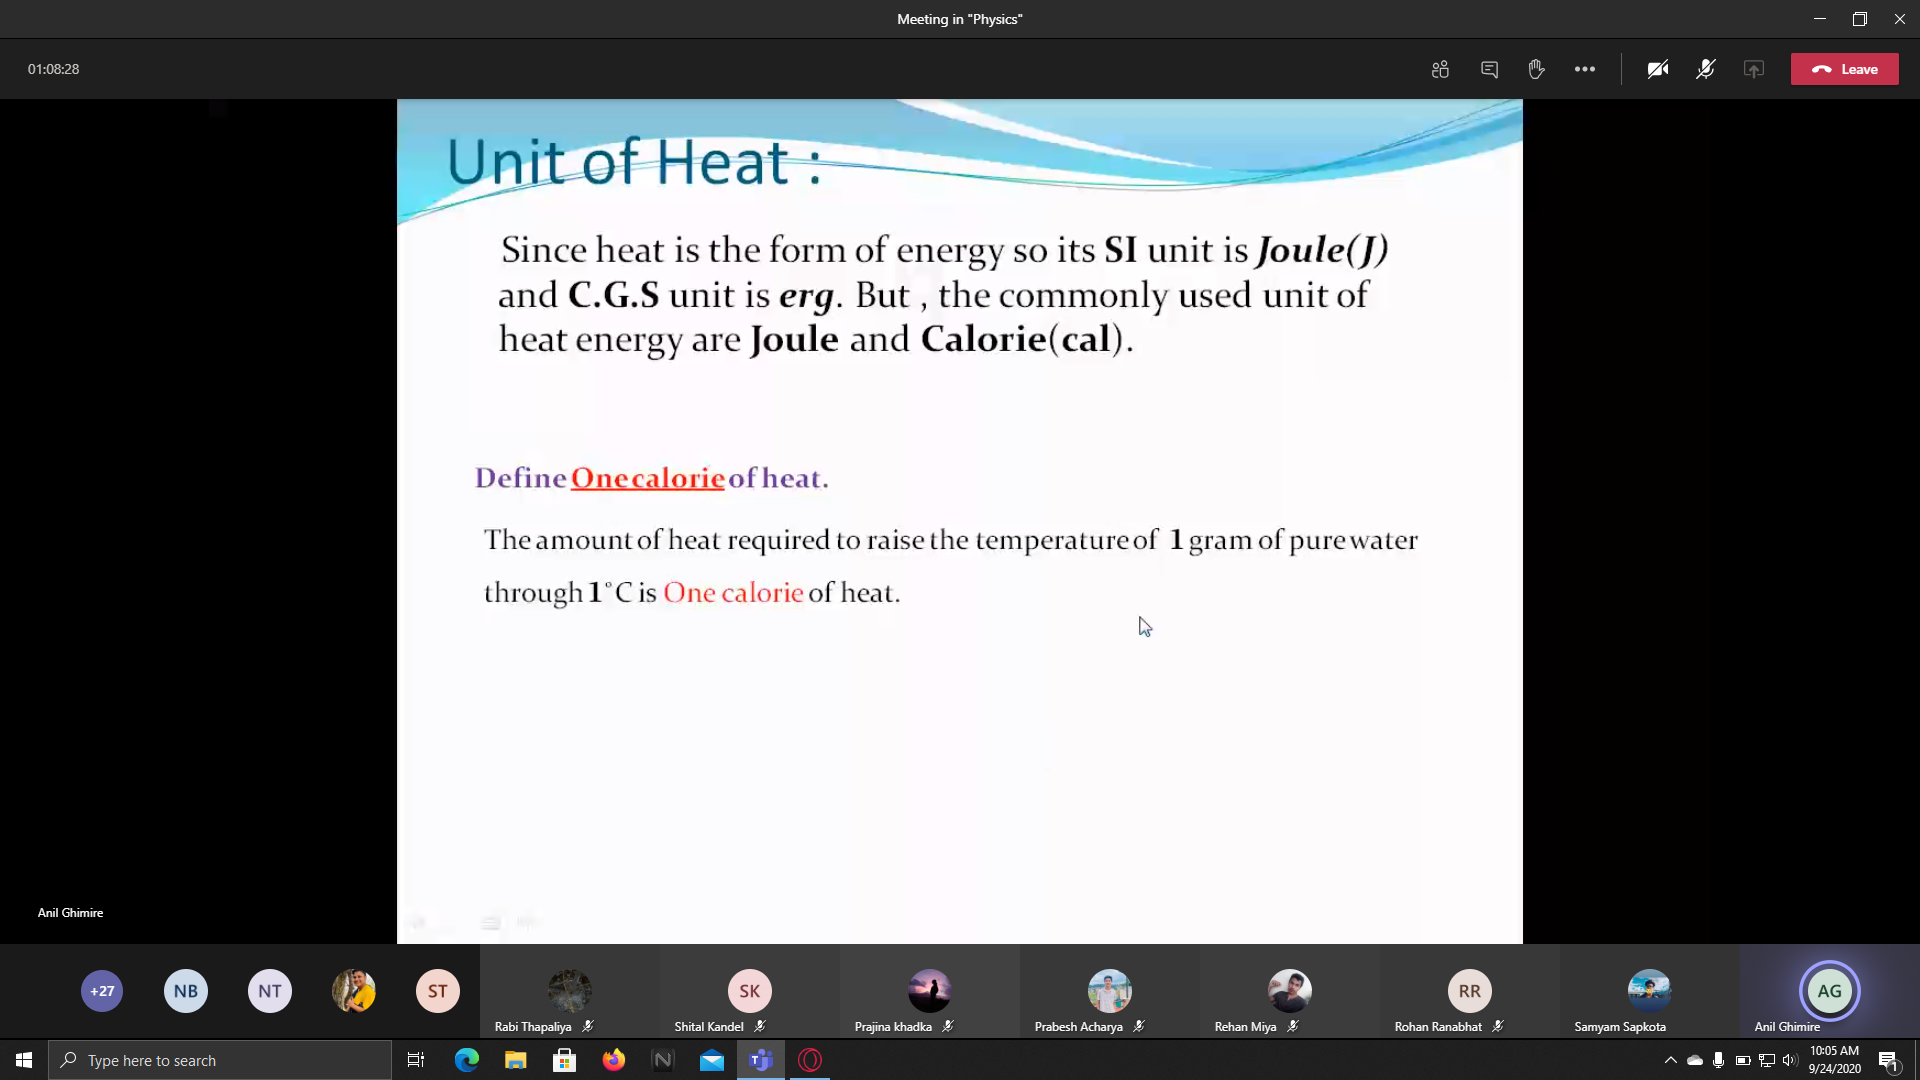 Meeting in "Physics"
01:08:28
Leave
Unit of Heat :
Since heat is the form of energy so its SI unit is Joule(J)
and C.G.S unit is erg. But , the commonly used unit of
heat energy are Joule and Calorie(cal).
Define One calorie of heat.
The amount of heat required to raise the temperature of 1 gram of pure water
through 1°C is One calorie of heat.
Anil Ghimire
+27 NB NT ST SK RR AG
Rabi Thapaliya Shital Kandel Prajina khadka Prabesh Acharya Rehan Miya Rohan Ranabhat Samyam Sapkota Anil Ghimire
Type here to search
10:05 AM
9/24/2020
1